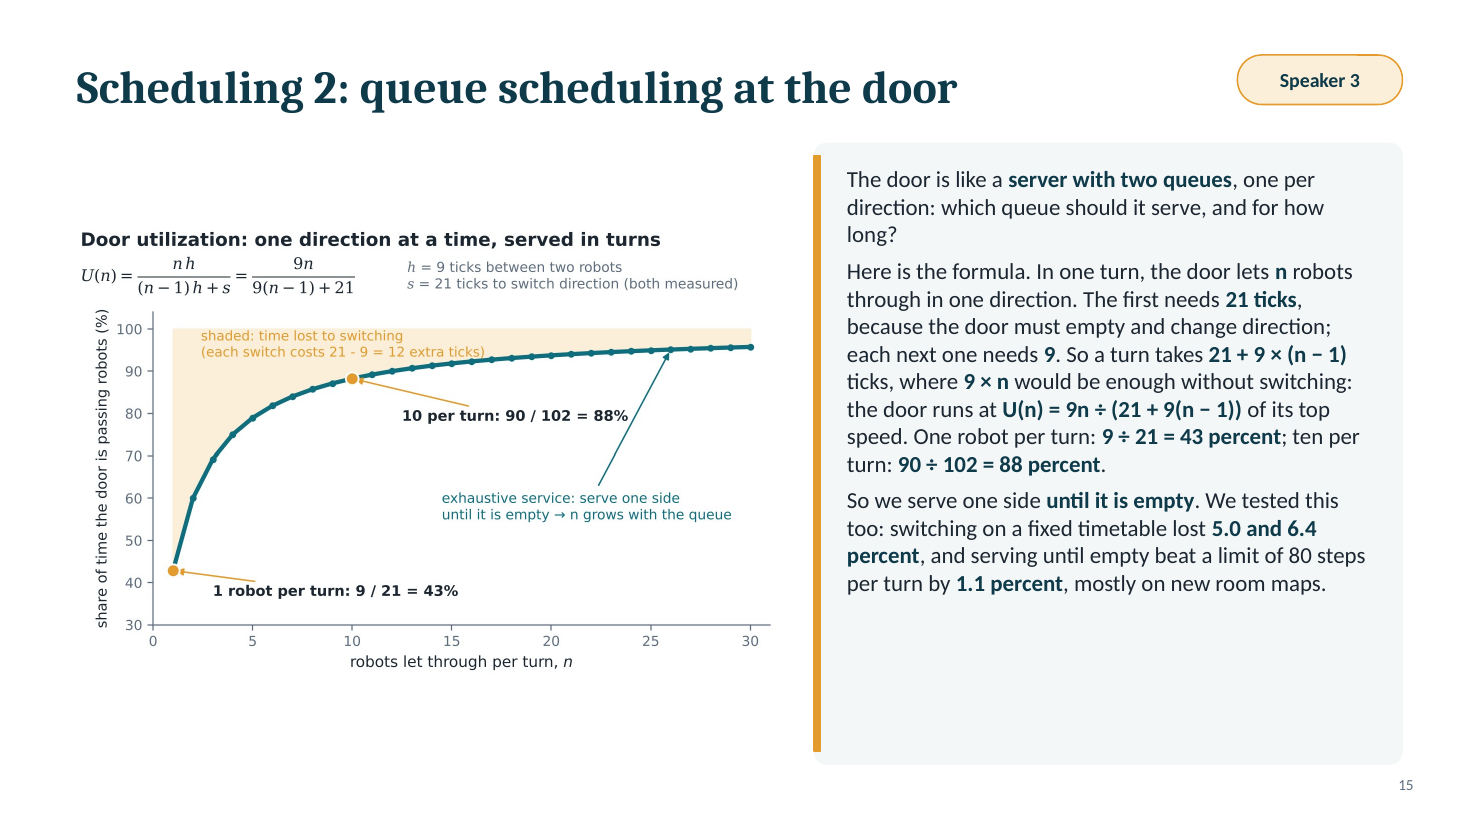 Scheduling 2: queue scheduling at the door
Speaker 3
Door utilization: one direction at a time, served in turns
U(n) = n h / ((n − 1) h + s) = 9n / (9(n − 1) + 21)
h = 9 ticks between two robots
s = 21 ticks to switch direction (both measured)
shaded: time lost to switching
(each switch costs 21 - 9 = 12 extra ticks)
10 per turn: 90 / 102 = 88%
exhaustive service: serve one side
until it is empty → n grows with the queue
1 robot per turn: 9 / 21 = 43%
share of time the door is passing robots (%)
100
90
80
70
60
50
40
30
0 5 10 15 20 25 30
robots let through per turn, n
The door is like a server with two queues, one per
direction: which queue should it serve, and for how
long?
Here is the formula. In one turn, the door lets n robots
through in one direction. The first needs 21 ticks,
because the door must empty and change direction;
each next one needs 9. So a turn takes 21 + 9 × (n − 1)
ticks, where 9 × n would be enough without switching:
the door runs at U(n) = 9n ÷ (21 + 9(n − 1)) of its top
speed. One robot per turn: 9 ÷ 21 = 43 percent; ten per
turn: 90 ÷ 102 = 88 percent.
So we serve one side until it is empty. We tested this
too: switching on a fixed timetable lost 5.0 and 6.4
percent, and serving until empty beat a limit of 80 steps
per turn by 1.1 percent, mostly on new room maps.
15